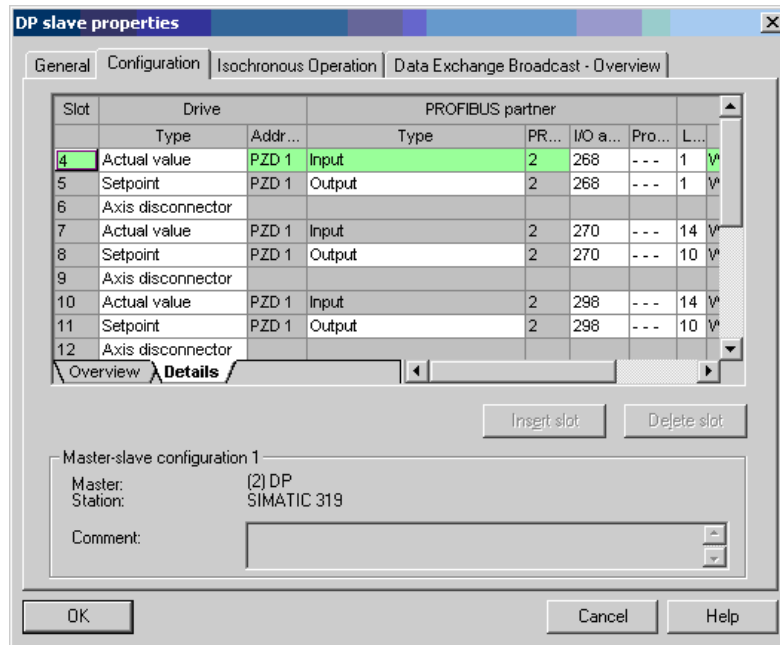 DP slave properties
General Configuration Isochronous Operation Data Exchange Broadcast - Overview
Slot Drive PROFIBUS partner
Type Addr... Type PR... I/O a... Pro... L...
4 Actual value PZD 1 Input 2 268 - - - 1
5 Setpoint PZD 1 Output 2 268 - - - 1
6 Axis disconnector
7 Actual value PZD 1 Input 2 270 - - - 14
8 Setpoint PZD 1 Output 2 270 - - - 10
9 Axis disconnector
10 Actual value PZD 1 Input 2 298 - - - 14
11 Setpoint PZD 1 Output 2 298 - - - 10
12 Axis disconnector
Overview Details
Insert slot Delete slot
Master-slave configuration 1
Master: (2) DP
Station: SIMATIC 319
Comment:
OK Cancel Help